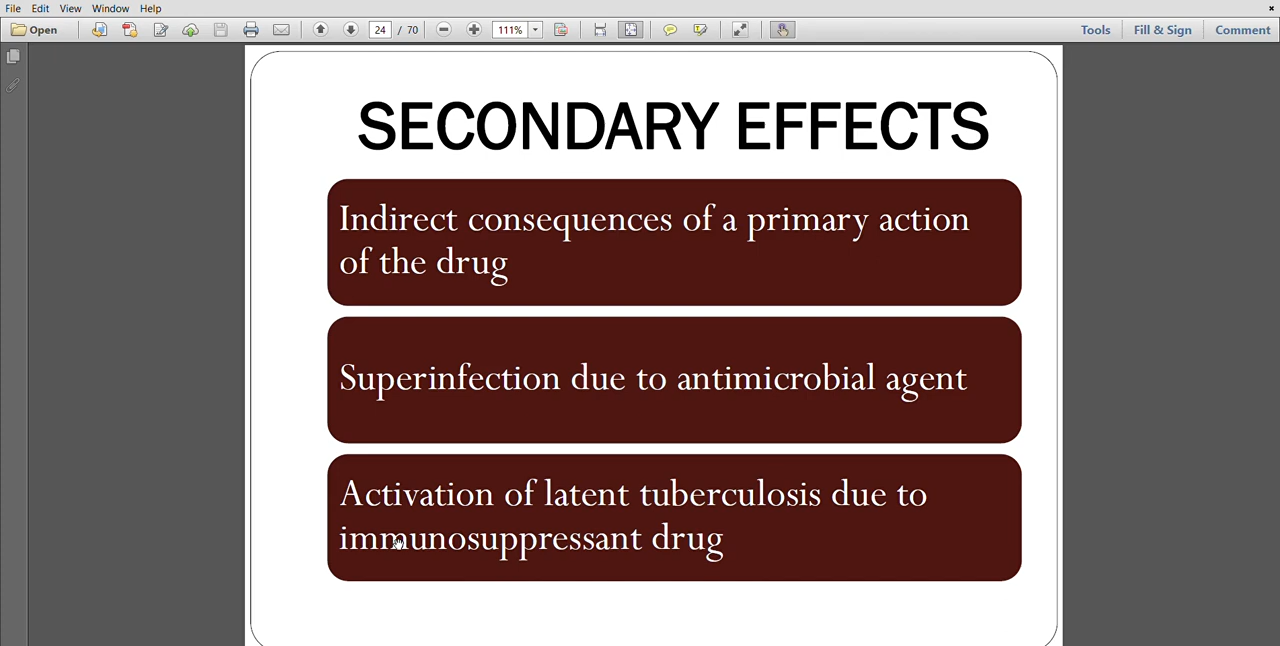 File Edit View Window Help
Open 24 / 70 111% Tools Fill & Sign Comment
SECONDARY EFFECTS
Indirect consequences of a primary action
of the drug
Superinfection due to antimicrobial agent
Activation of latent tuberculosis due to
immunosuppressant drug